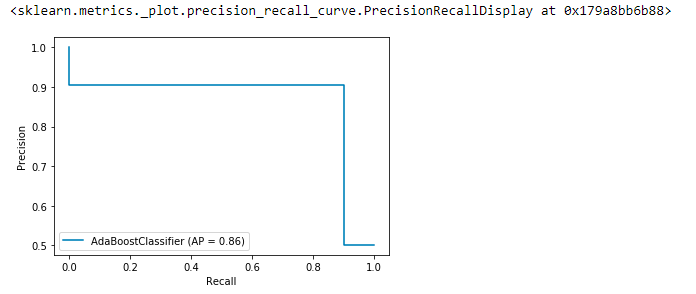 <sklearn.metrics._plot.precision_recall_curve.PrecisionRecallDisplay at 0x179a8bb6b88>
1.0
0.9
0.8
0.7
0.6
0.5
Precision
AdaBoostClassifier (AP = 0.86)
0.0 0.2 0.4 0.6 0.8 1.0
Recall